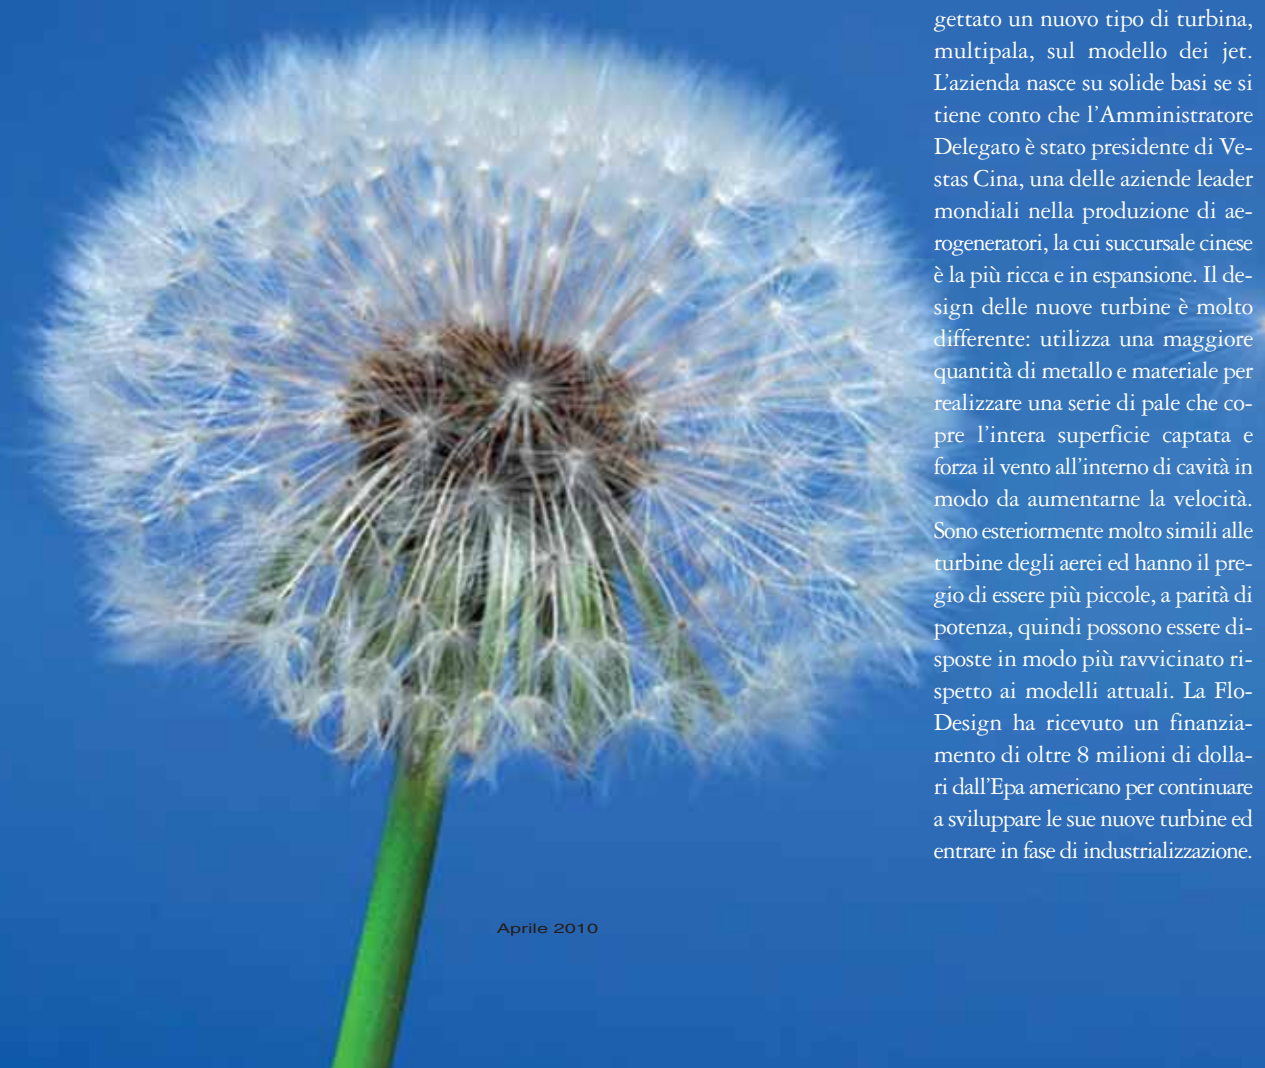 gettato un nuovo tipo di turbina,
multipala, sul modello dei jet.
L'azienda nasce su solide basi se si
tiene conto che l'Amministratore
Delegato è stato presidente di Ve-
stas Cina, una delle aziende leader
mondiali nella produzione di ae-
rogeneratori, la cui succursale cinese
è la più ricca e in espansione. Il de-
sign delle nuove turbine è molto
differente: utilizza una maggiore
quantità di metallo e materiale per
realizzare una serie di pale che co-
pre l'intera superficie captata e
forza il vento all'interno di cavità in
modo da aumentarne la velocità.
Sono esteriormente molto simili alle
turbine degli aerei ed hanno il pre-
gio di essere più piccole, a parità di
potenza, quindi possono essere di-
sposte in modo più ravvicinato ri-
spetto ai modelli attuali. La Flo-
Design ha ricevuto un finanzia-
mento di oltre 8 milioni di dolla-
ri dall'Epa americano per continuare
a sviluppare le sue nuove turbine ed
entrare in fase di industrializzazione.
Aprile 2010